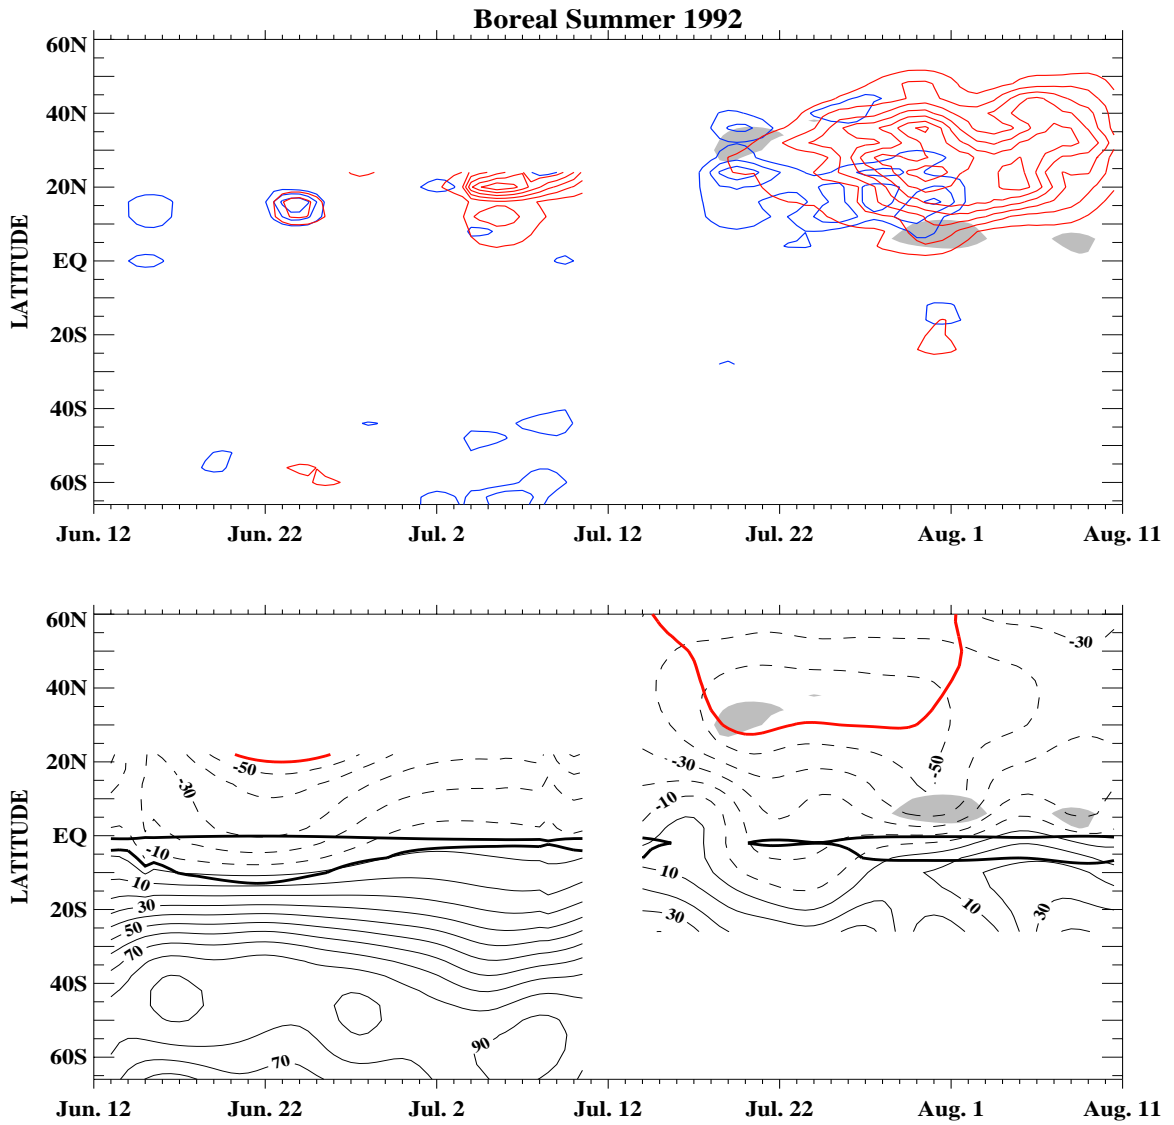 Boreal Summer 1992
60N
40N
20N
EQ
20S
40S
60S
LATITUDE
Jun. 12 Jun. 22 Jul. 2 Jul. 12 Jul. 22 Aug. 1 Aug. 11
60N
40N
20N
EQ
20S
40S
60S
LATITUDE
-30
-50
-30
-30
-50
-10
-10
10
10
10
30
30
30
50
70
90
70
Jun. 12 Jun. 22 Jul. 2 Jul. 12 Jul. 22 Aug. 1 Aug. 11